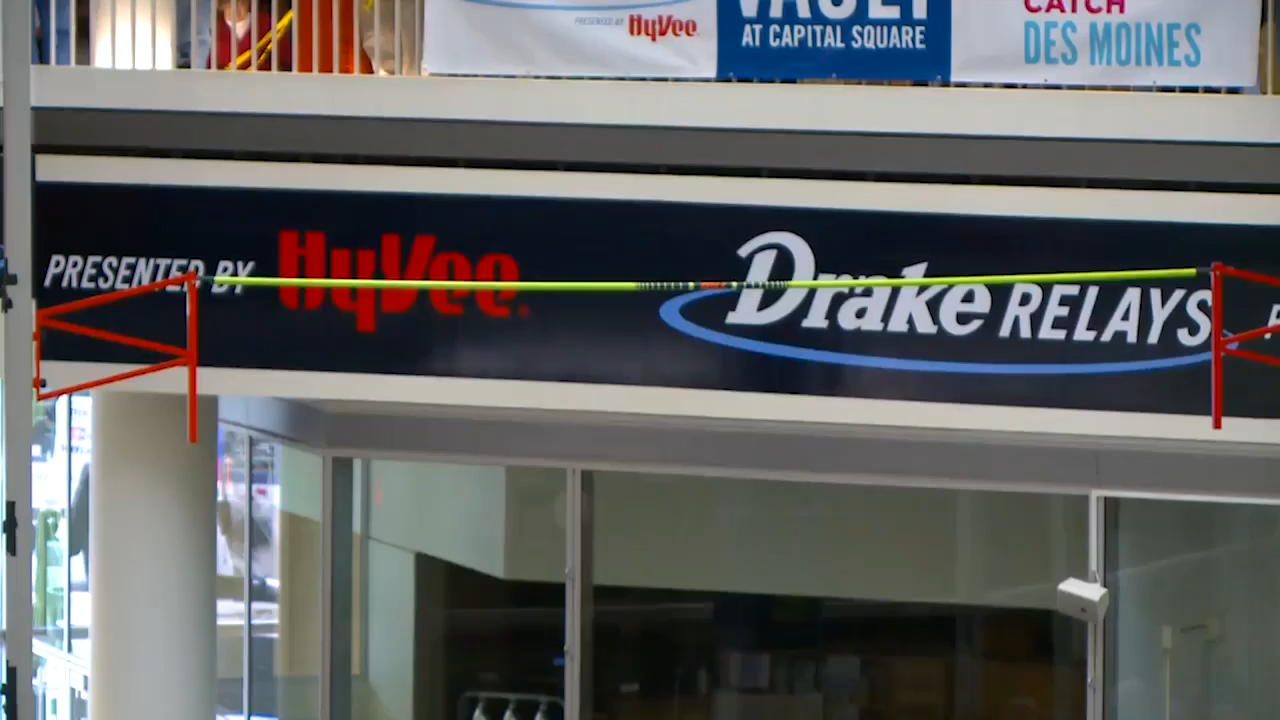 PRESENTED BY HyVee
VAULT
AT CAPITAL SQUARE
CATCH
DES MOINES
PRESENTED BY HyVee
Drake RELAYS